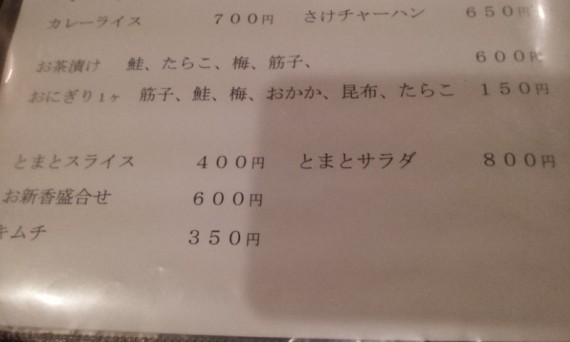 カレーライス 700円 さけチャーハン 650円
お茶漬け 鮭、たらこ、梅、筋子、 600円
おにぎり1ヶ 筋子、鮭、梅、おかか、昆布、たらこ 150円
とまとスライス 400円 とまとサラダ 800円
お新香盛合せ 600円
キムチ 350円